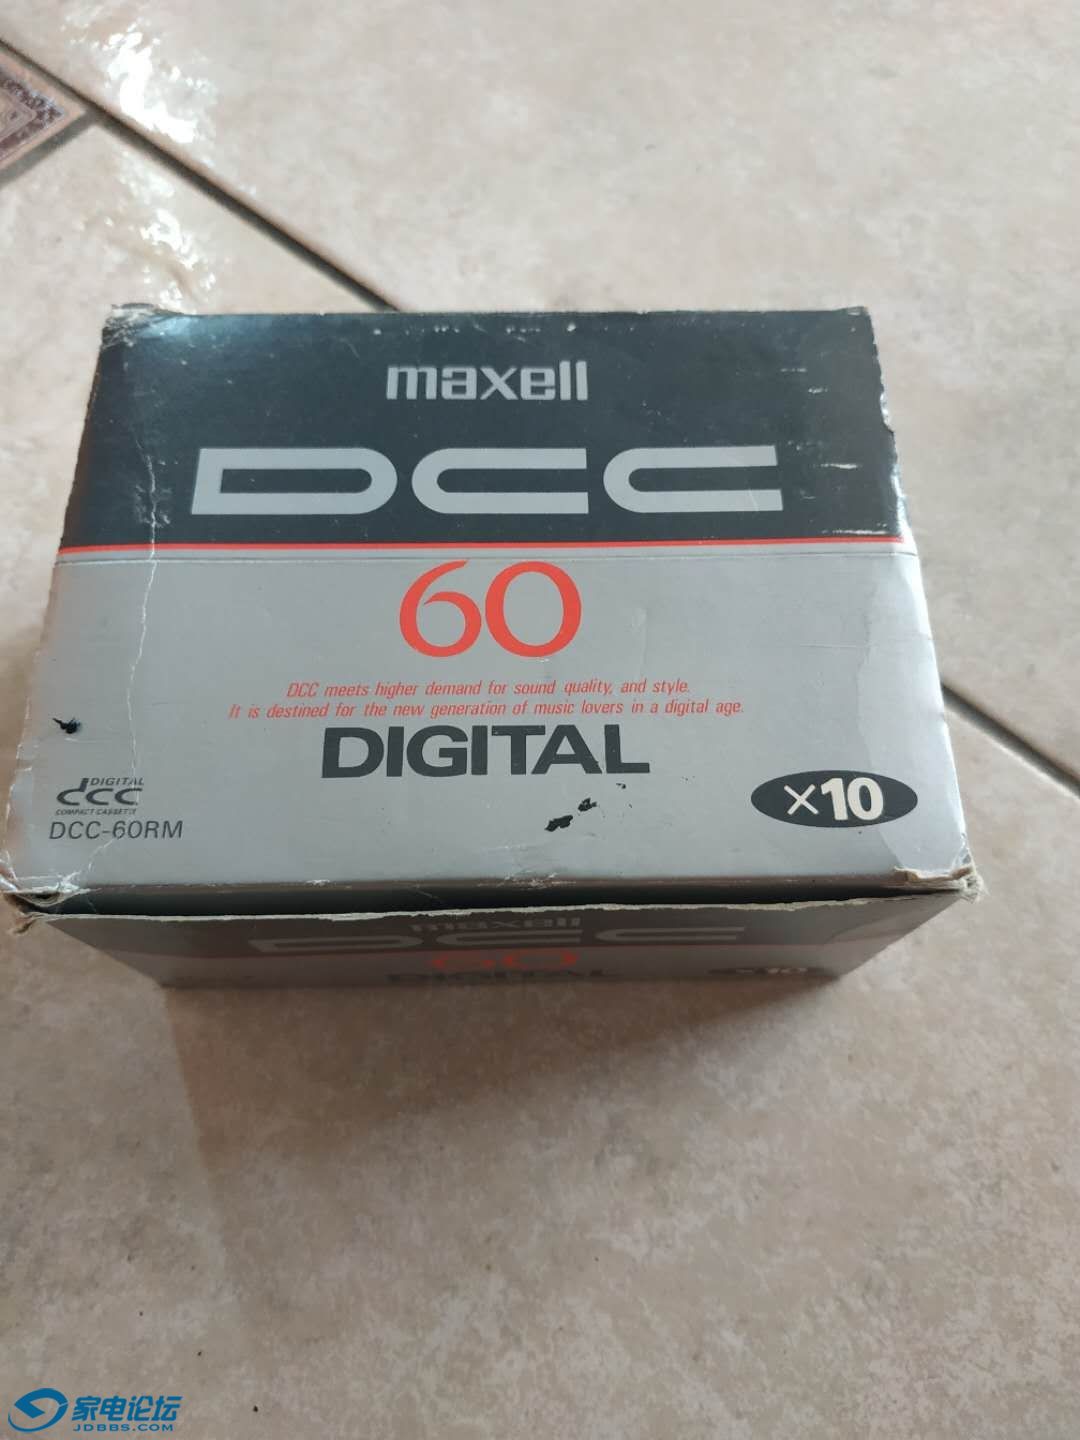 maxell
DCC
60
DCC meets higher demand for sound quality, and style.
It is destined for the new generation of music lovers in a digital age.
DIGITAL
DIGITAL
dcc
COMPACT CASSETTE
DCC-60RM
×10
maxell
DCC
60
DIGITAL
×10
家电论坛
JDBBS.COM